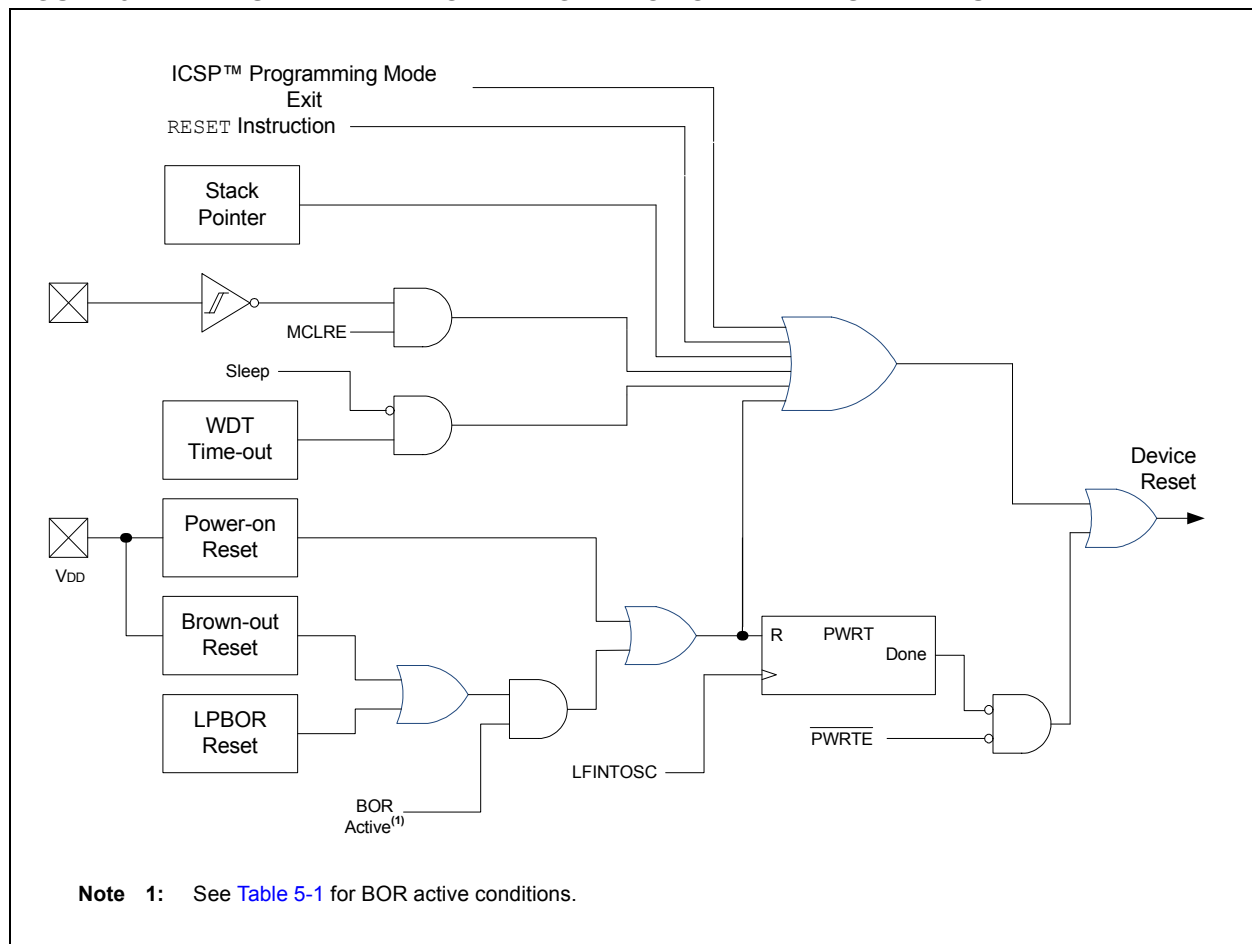 ICSP™ Programming Mode
Exit
RESET Instruction
Stack
Pointer
MCLRE
Sleep
WDT
Time-out
Device
Reset
Power-on
Reset
VDD
Brown-out
Reset
R PWRT
Done
LPBOR
Reset
PWRTE
LFINTOSC
BOR
Active(1)
Note 1: See Table 5-1 for BOR active conditions.